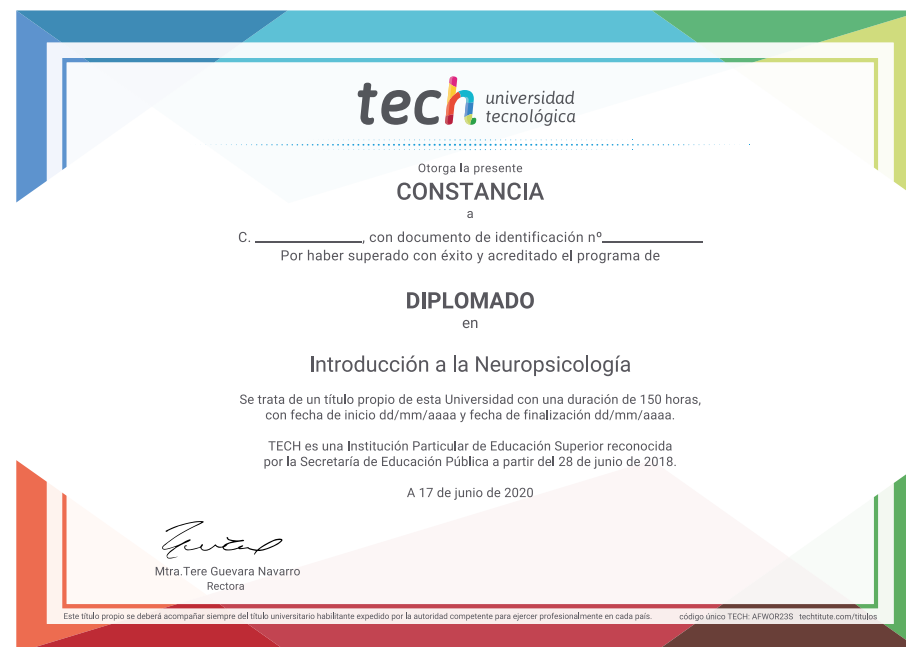 tech universidad
tecnológica
Otorga la presente
CONSTANCIA
a
C. ____________, con documento de identificación nº____________
Por haber superado con éxito y acreditado el programa de
DIPLOMADO
en
Introducción a la Neuropsicología
Se trata de un título propio de esta Universidad con una duración de 150 horas,
con fecha de inicio dd/mm/aaaa y fecha de finalización dd/mm/aaaa.
TECH es una Institución Particular de Educación Superior reconocida
por la Secretaría de Educación Pública a partir del 28 de junio de 2018.
A 17 de junio de 2020
Mtra.Tere Guevara Navarro
Rectora
Este título propio se deberá acompañar siempre del título universitario habilitante expedido por la autoridad competente para ejercer profesionalmente en cada país. código único TECH: AFWOR23S techtitute.com/titulos